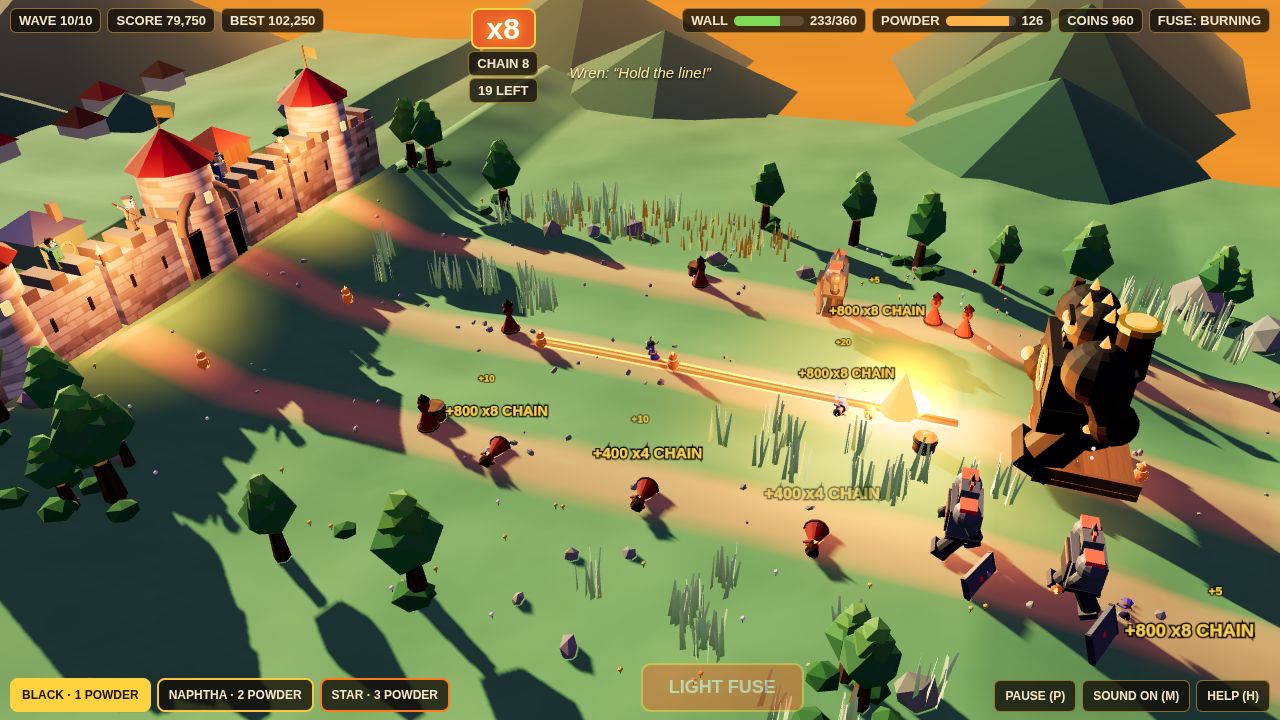 WAVE 10/10
SCORE 79,750
BEST 102,250
x8
CHAIN 8
19 LEFT
WALL 233/360
POWDER 126
COINS 960
FUSE: BURNING
Wren: “Hold the line!”
+5
+800 x8 CHAIN
+20
+800 x8 CHAIN
+10
+800 x8 CHAIN
+10
+400 x4 CHAIN
+400 x4 CHAIN
+5
+800 x8 CHAIN
BLACK · 1 POWDER
NAPHTHA · 2 POWDER
STAR · 3 POWDER
LIGHT FUSE
PAUSE (P)
SOUND ON (M)
HELP (H)